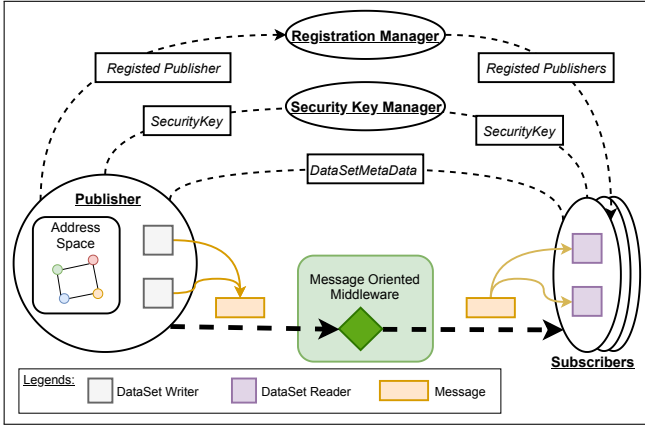 Registration Manager
Registed Publisher
Registed Publishers
Security Key Manager
SecurityKey
SecurityKey
DataSetMetaData
Publisher
Address
Space
Message Oriented
Middleware
Subscribers
Legends:
DataSet Writer
DataSet Reader
Message